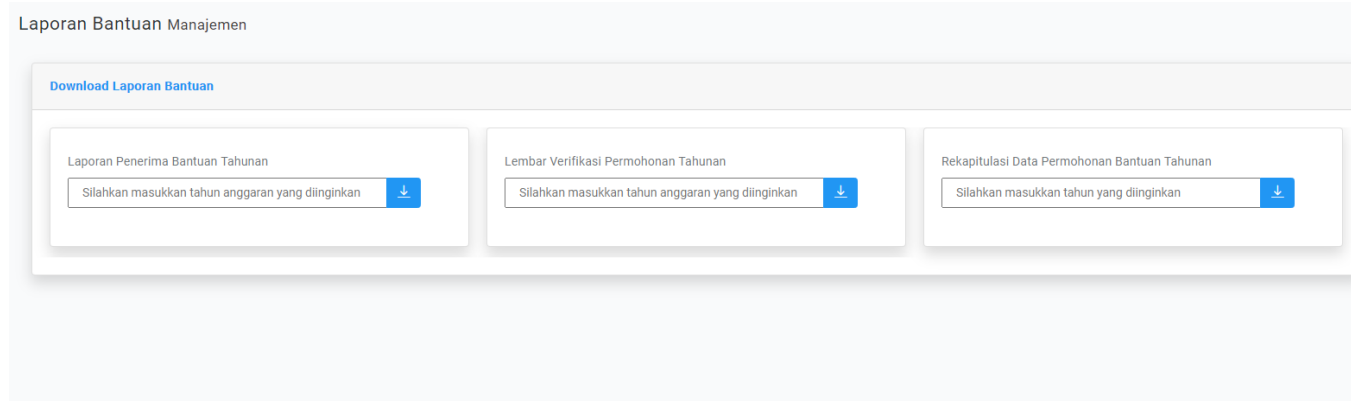 Laporan Bantuan Manajemen
Download Laporan Bantuan
Laporan Penerima Bantuan Tahunan
Silahkan masukkan tahun anggaran yang diinginkan
Lembar Verifikasi Permohonan Tahunan
Silahkan masukkan tahun anggaran yang diinginkan
Rekapitulasi Data Permohonan Bantuan Tahunan
Silahkan masukkan tahun yang diinginkan